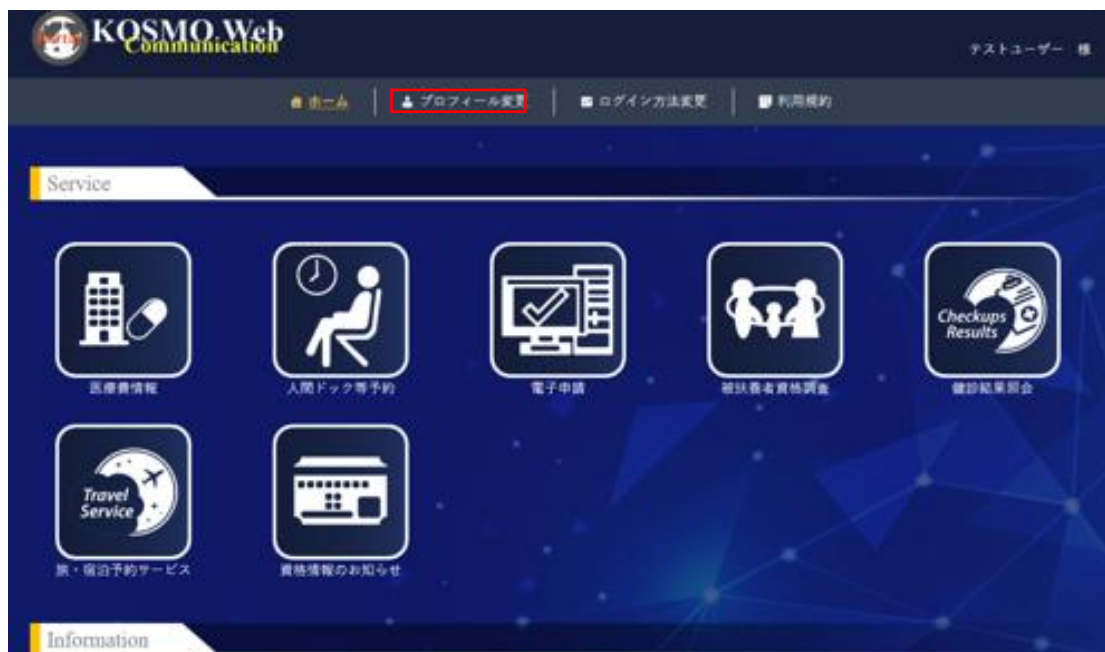 Portal
KOSMO.Web
Communication
テストユーザー 様
ホーム
プロフィール変更
ログイン方法変更
利用規約
Service
医療費情報
人間ドック等予約
電子申請
被扶養者資格調査
Checkups
Results
健診結果照会
Travel
Service
旅・宿泊予約サービス
資格情報のお知らせ
Information